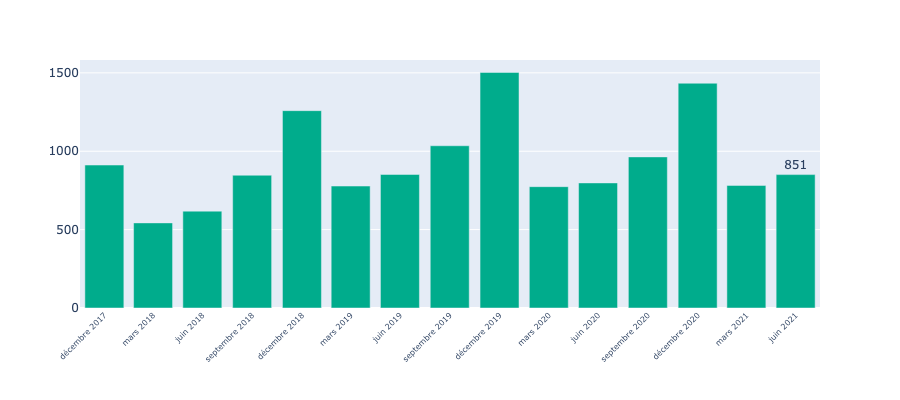 1500
1000
500
0
851
décembre 2017
mars 2018
juin 2018
septembre 2018
décembre 2018
mars 2019
juin 2019
septembre 2019
décembre 2019
mars 2020
juin 2020
septembre 2020
décembre 2020
mars 2021
juin 2021